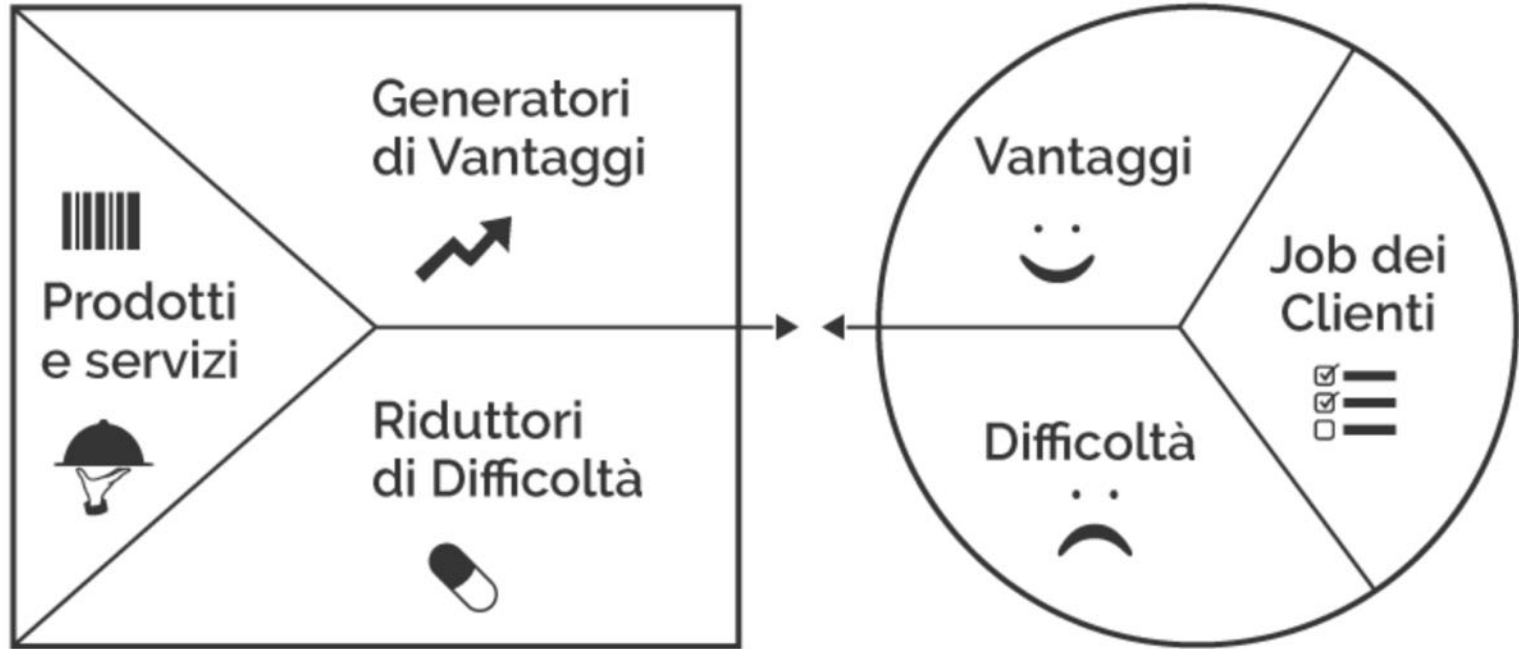 Prodotti
e servizi
Generatori
di Vantaggi
Riduttori
di Difficoltà
Vantaggi
Difficoltà
Job dei
Clienti